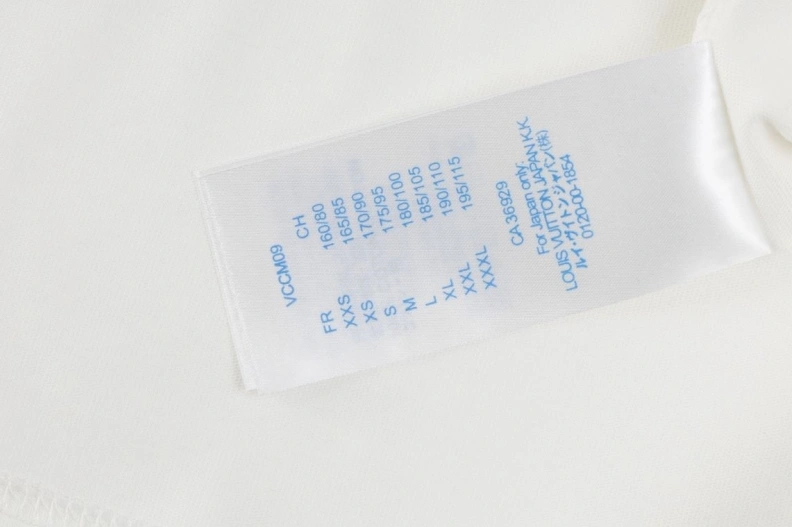 VCCM09
FR CH
XXS 160/80
XS 165/85
S 170/90
M 175/95
L 180/100
XL 185/105
XXL 190/110
XXXL 195/115
CA 36929
For Japan only:
LOUIS VUITTON JAPAN KK
ルイ・ヴィトンジャパン(株)
0120-00-1854